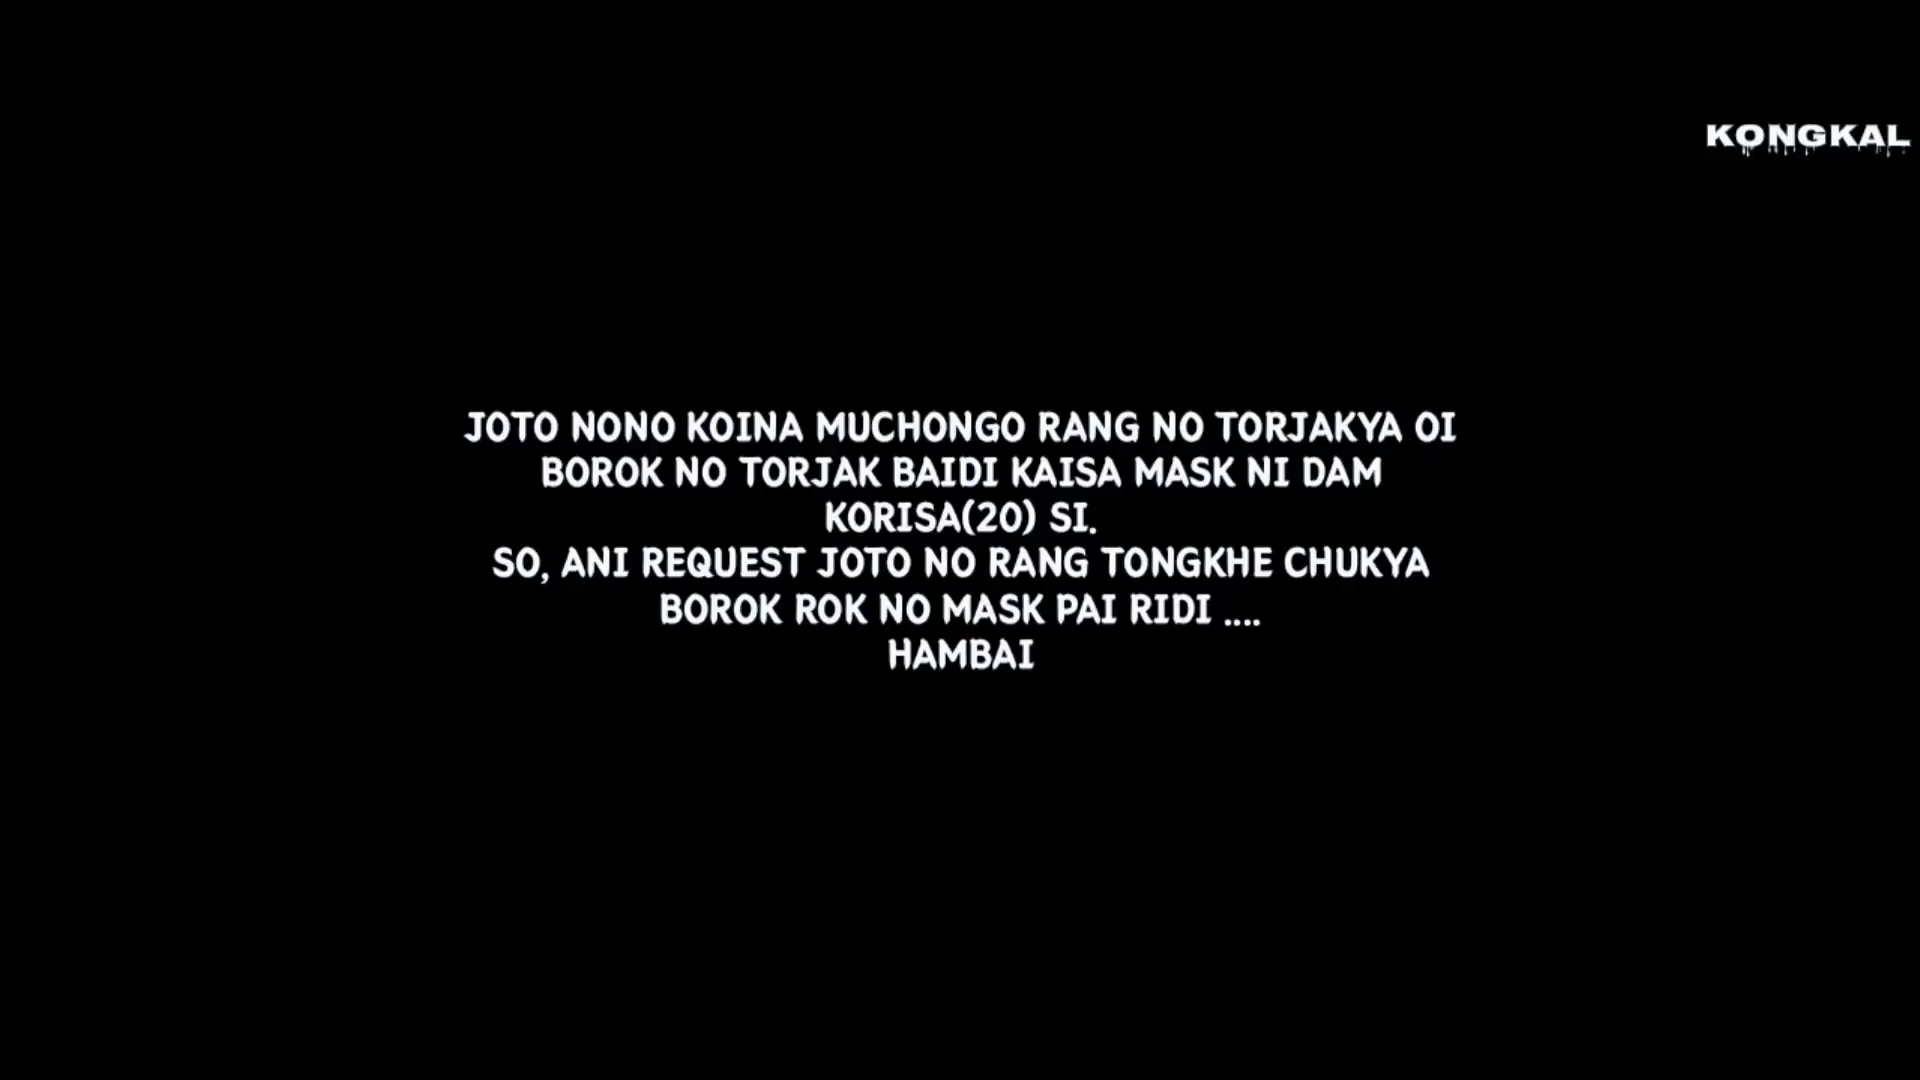 KONGKAL
JOTO NONO KOINA MUCHONGO RANG NO TORJAKYA OI
BOROK NO TORJAK BAIDI KAISA MASK NI DAM
KORISA(20) SI.
SO, ANI REQUEST JOTO NO RANG TONGKHE CHUKYA
BOROK ROK NO MASK PAI RIDI ....
HAMBAI